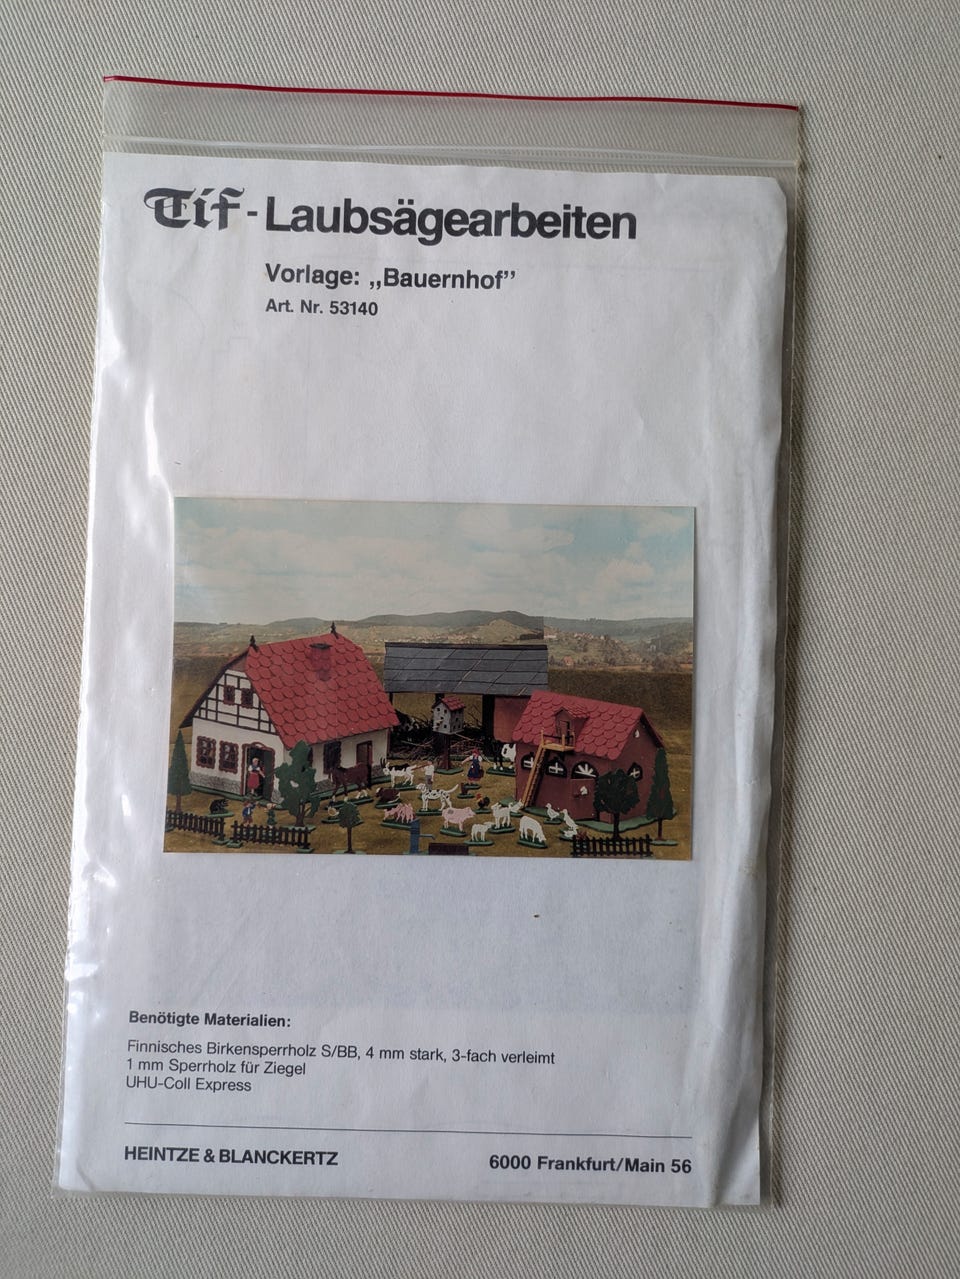 Tif - Laubsägearbeiten
Vorlage: „Bauernhof”
Art. Nr. 53140
Benötigte Materialien:
Finnisches Birkensperrholz S/BB, 4 mm stark, 3-fach verleimt
1 mm Sperrholz für Ziegel
UHU-Coll Express
HEINTZE & BLANCKERTZ
6000 Frankfurt/Main 56